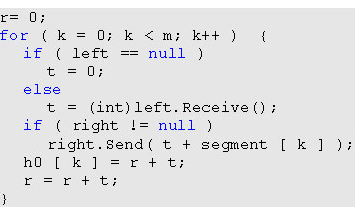 r= 0;
for ( k = 0; k < m; k++ )  {
   if ( left == null )
      t = 0;
   else
      t = (int)left.Receive();
   if ( right != null )
      right.Send( t + segment [ k ] );
   h0 [ k ] = r + t;
   r = r + t;
}